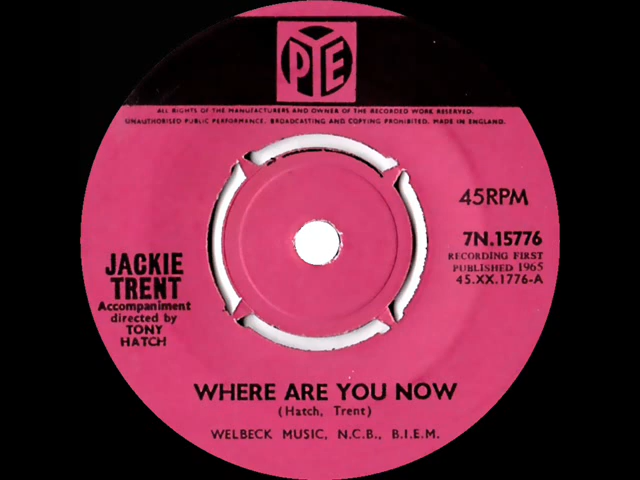 PYE
ALL RIGHTS OF THE MANUFACTURERS AND OWNER OF THE RECORDED WORK RESERVED.
UNAUTHORISED PUBLIC PERFORMANCE, BROADCASTING AND COPYING PROHIBITED. MADE IN ENGLAND.
45RPM
7N.15776
RECORDING FIRST
PUBLISHED 1965
45.XX.1776-A
JACKIE
TRENT
Accompaniment
directed by
TONY
HATCH
WHERE ARE YOU NOW
(Hatch, Trent)
WELBECK MUSIC, N.C.B., B.I.E.M.